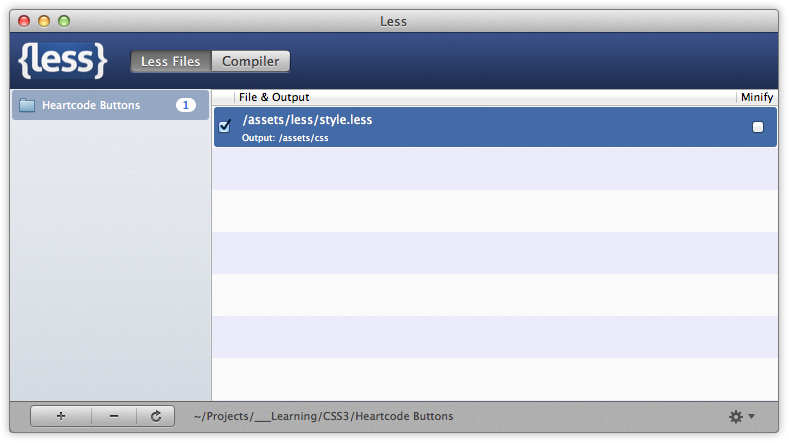 Less
{less}
Less Files Compiler
Heartcode Buttons 1
File & Output Minify
/assets/less/style.less
Output: /assets/css
~/Projects/___Learning/CSS3/Heartcode Buttons